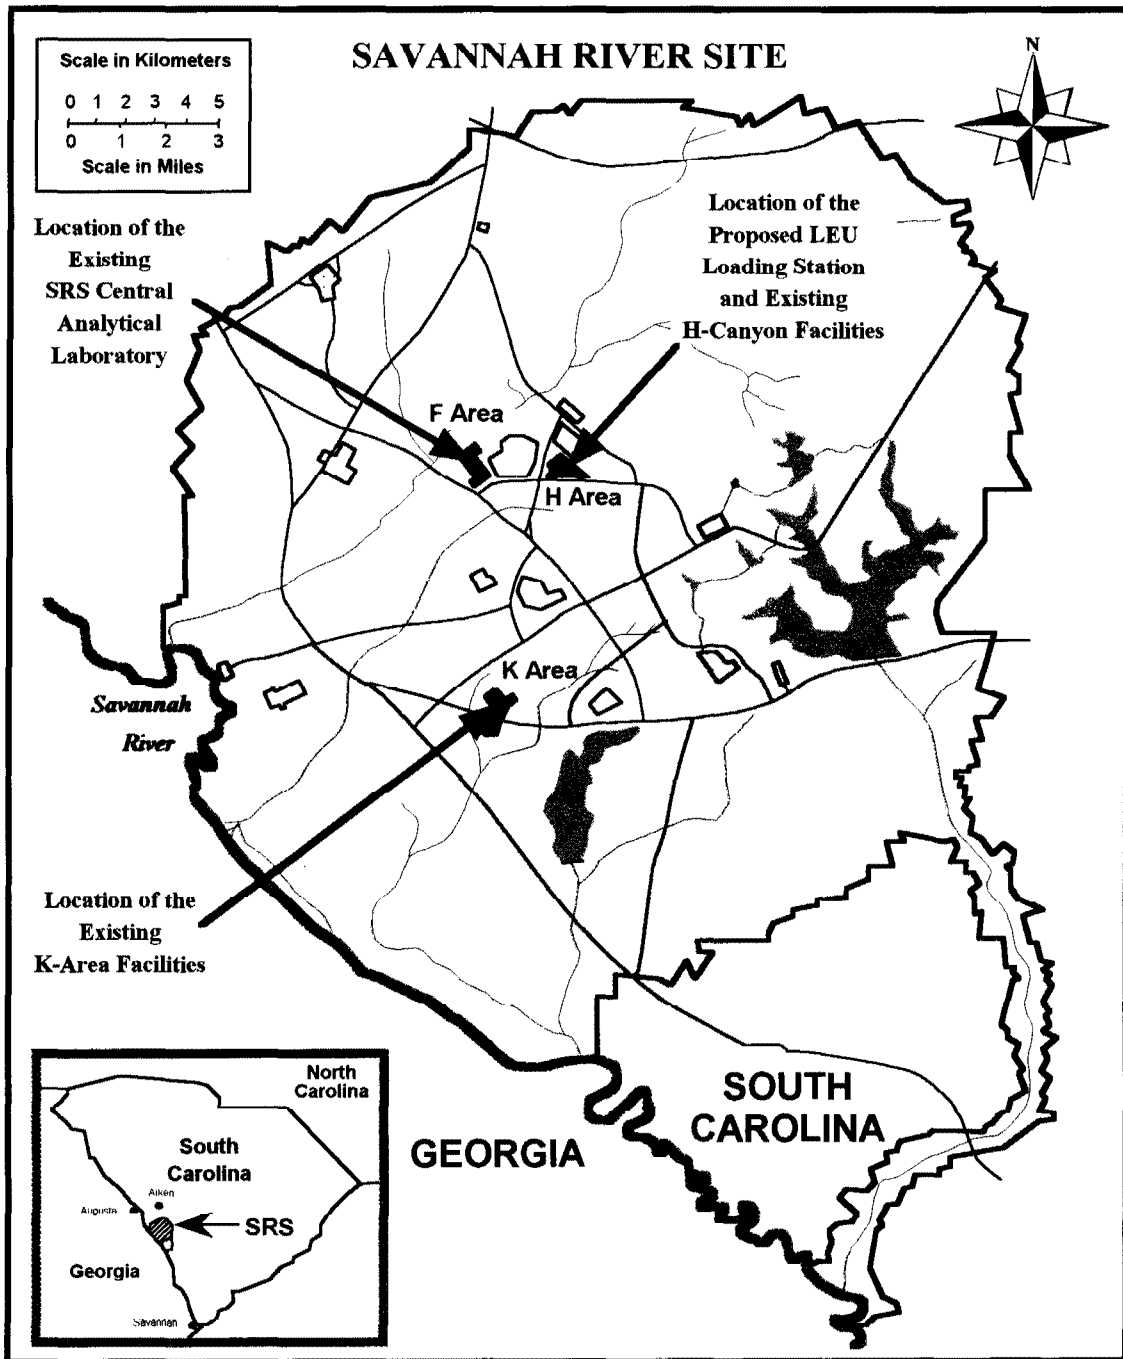 SAVANNAH RIVER SITE
Scale in Kilometers
0 1 2 3 4 5
0 1 2 3
Scale in Miles
N
Location of the
Existing
SRS Central
Analytical
Laboratory
Location of the
Proposed LEU
Loading Station
and Existing
H-Canyon Facilities
F Area
H Area
K Area
Savannah
River
Location of the
Existing
K-Area Facilities
SOUTH
CAROLINA
GEORGIA
North
Carolina
South
Carolina
Aiken
Augusta
SRS
Georgia
Savannah